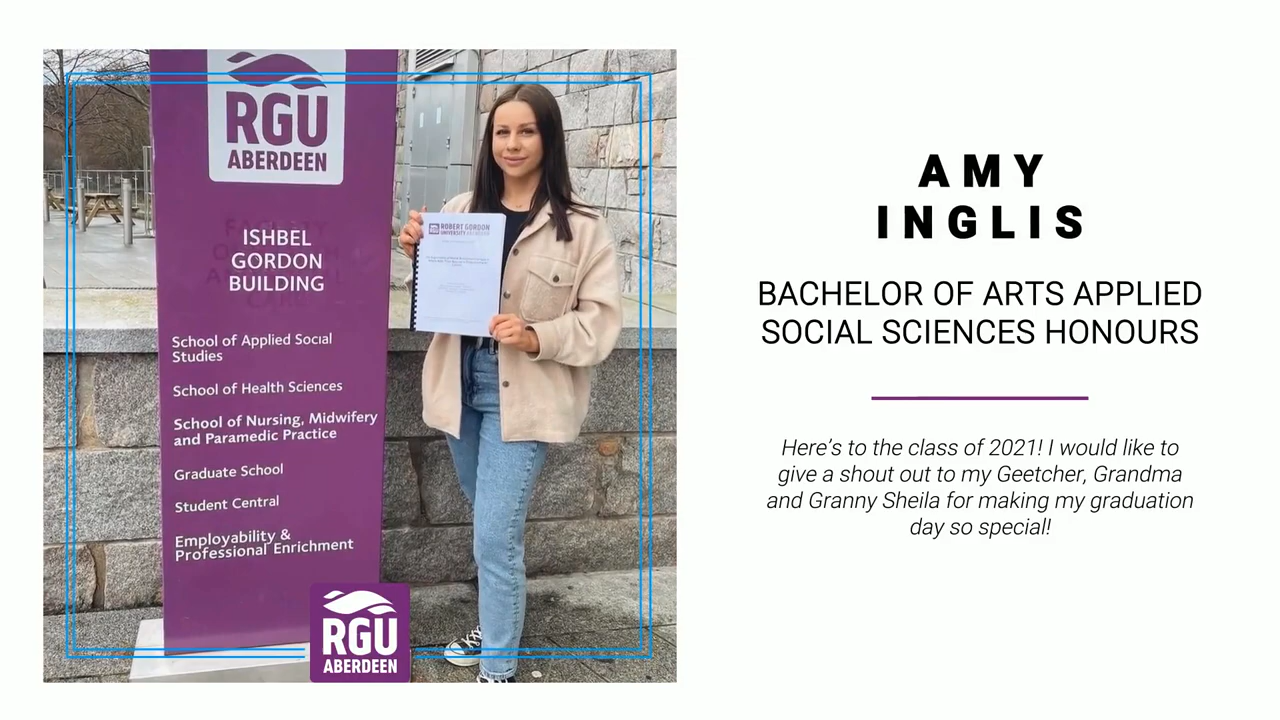 RGU
ABERDEEN
ISHBEL
GORDON
BUILDING
School of Applied Social
Studies
School of Health Sciences
School of Nursing, Midwifery
and Paramedic Practice
Graduate School
Student Central
Employability &
Professional Enrichment
ROBERT GORDON
UNIVERSITY ABERDEEN
RGU
ABERDEEN
AMY
INGLIS
BACHELOR OF ARTS APPLIED
SOCIAL SCIENCES HONOURS
Here’s to the class of 2021! I would like to
give a shout out to my Geetcher, Grandma
and Granny Sheila for making my graduation
day so special!